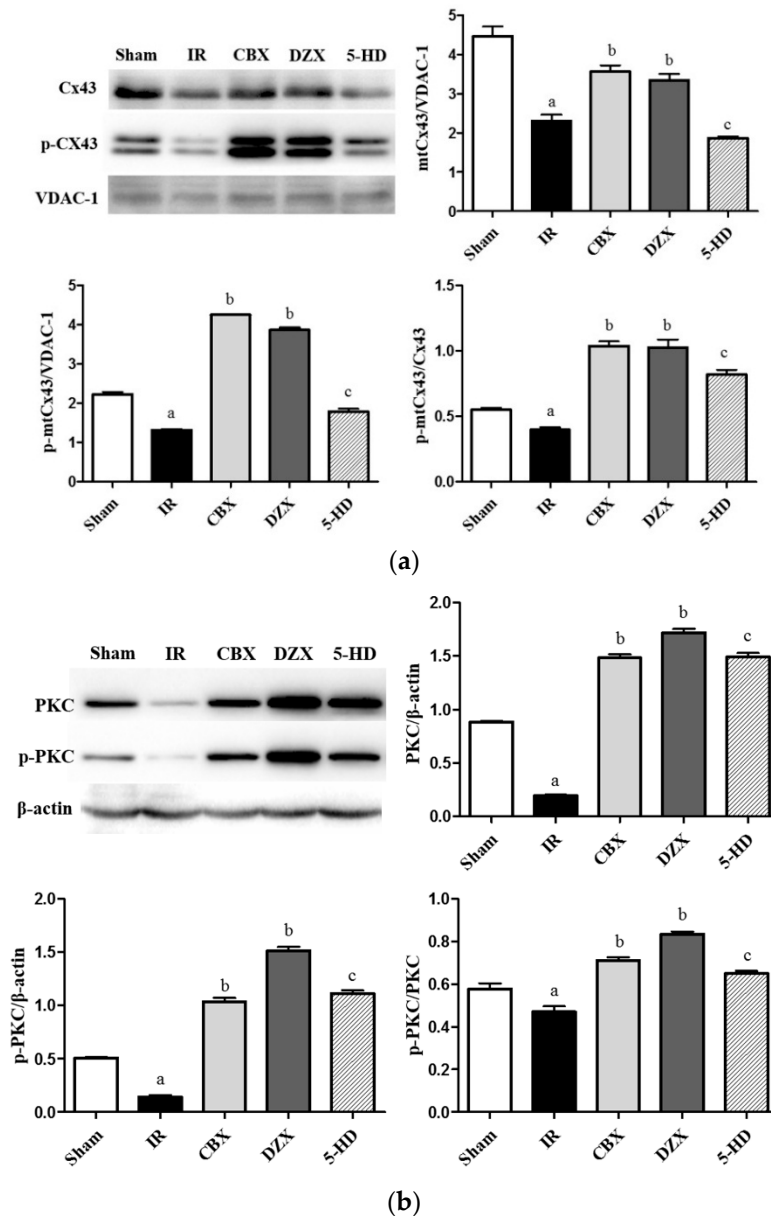 Sham IR CBX DZX 5-HD
Cx43
p-CX43
VDAC-1
mtCx43/VDAC-1
5
4
3
2
1
0
a
b
b
c
Sham IR CBX DZX 5-HD
p-mtCx43/VDAC-1
5
4
3
2
1
0
a
b
b
c
Sham IR CBX DZX 5-HD
p-mtCx43/Cx43
1.5
1.0
0.5
0.0
a
b
b
c
Sham IR CBX DZX 5-HD
(a)
Sham IR CBX DZX 5-HD
PKC
p-PKC
β-actin
PKC/β-actin
2.0
1.5
1.0
0.5
0.0
a
b
b
c
Sham IR CBX DZX 5-HD
p-PKC/β-actin
2.0
1.5
1.0
0.5
0.0
a
b
b
c
Sham IR CBX DZX 5-HD
p-PKC/PKC
1.0
0.8
0.6
0.4
0.2
0.0
a
b
b
c
Sham IR CBX DZX 5-HD
(b)